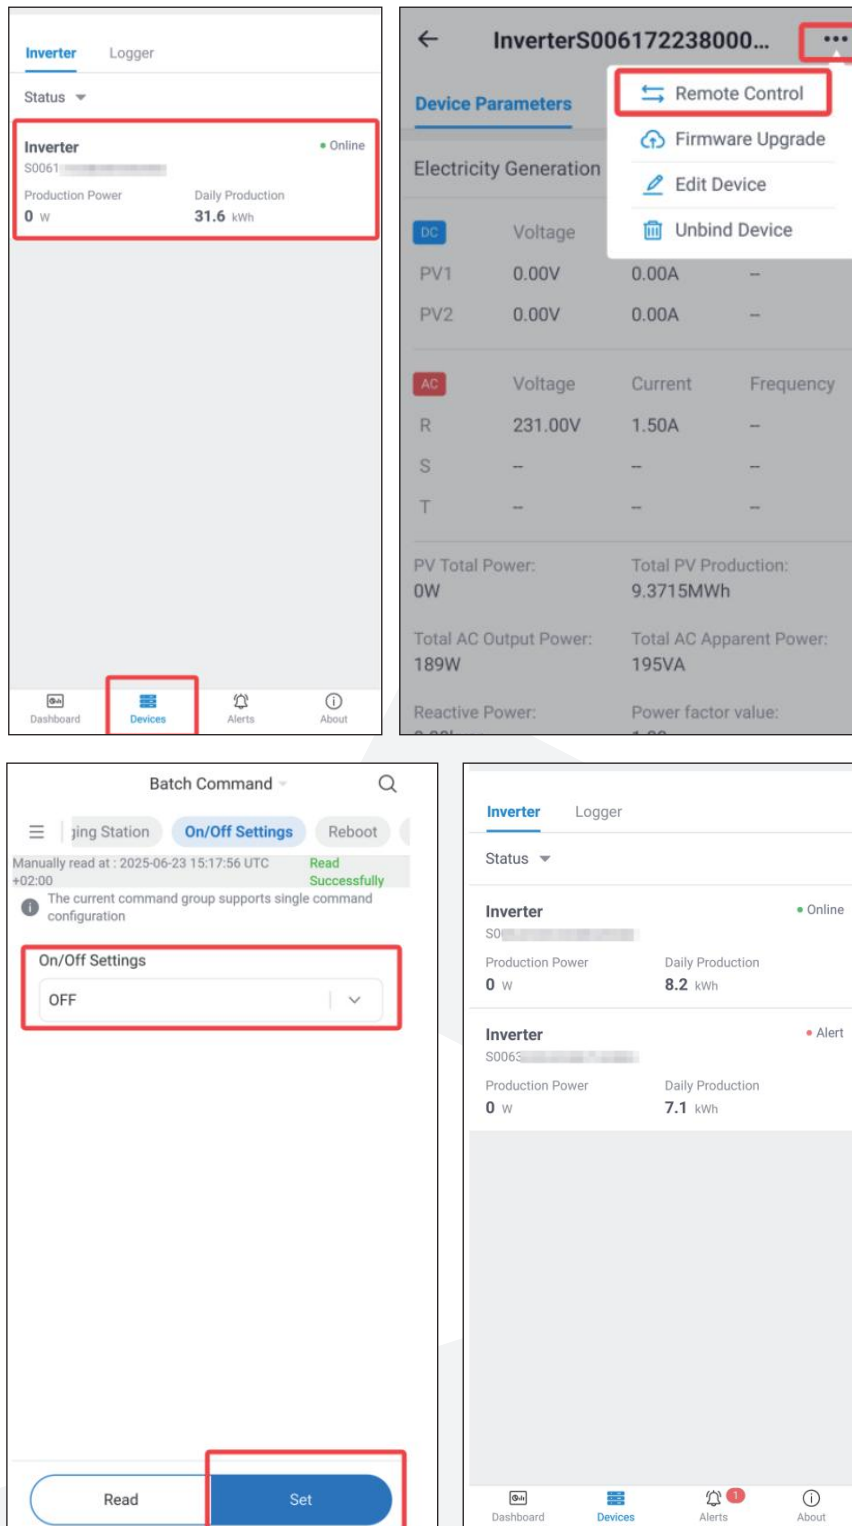 Inverter Logger
Status
Inverter Online
S0061
Production Power Daily Production
0 W 31.6 kWh
Dashboard Devices Alerts About
InverterS006172238000...
Remote Control
Firmware Upgrade
Edit Device
Unbind Device
Device Parameters
Electricity Generation
DC Voltage
PV1 0.00V 0.00A --
PV2 0.00V 0.00A --
AC Voltage Current Frequency
R 231.00V 1.50A --
S -- -- --
T -- -- --
PV Total Power: Total PV Production:
0W 9.3715MWh
Total AC Output Power: Total AC Apparent Power:
189W 195VA
Reactive Power: Power factor value:
Batch Command
ging Station On/Off Settings Reboot
Manually read at : 2025-06-23 15:17:56 UTC Read
+02:00 Successfully
The current command group supports single command
configuration
On/Off Settings
OFF
Read Set
Inverter Logger
Status
Inverter Online
S0
Production Power Daily Production
0 W 8.2 kWh
Inverter Alert
S0063
Production Power Daily Production
0 W 7.1 kWh
1
Dashboard Devices Alerts About